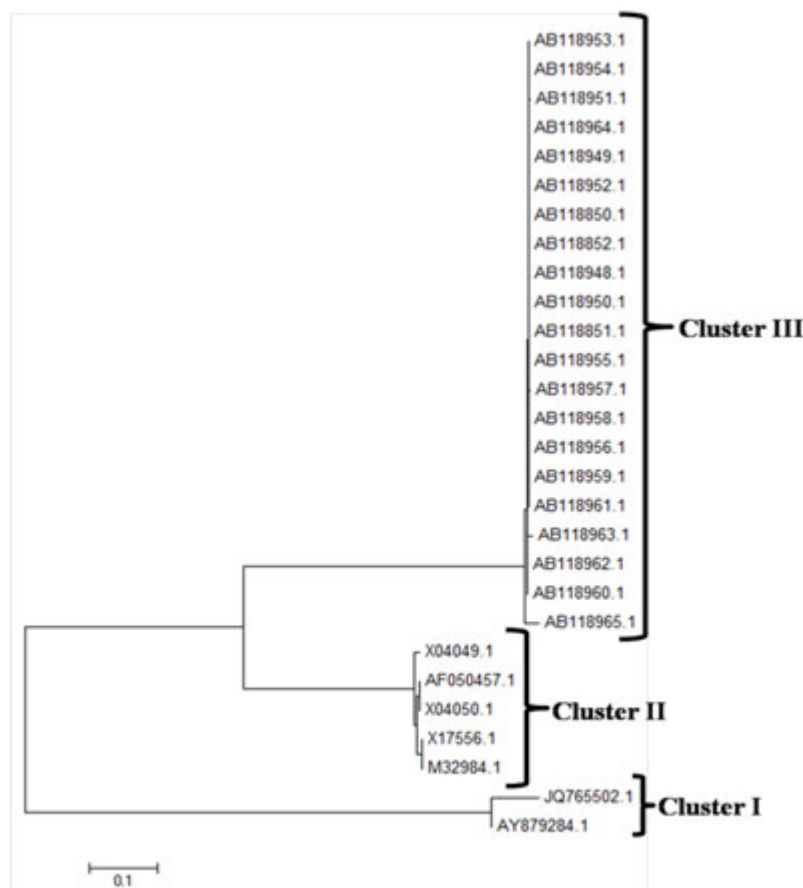 AB118953.1
AB118954.1
AB118951.1
AB118964.1
AB118949.1
AB118952.1
AB118850.1
AB118852.1
AB118948.1
AB118950.1
AB118851.1
Cluster III
AB118955.1
AB118957.1
AB118958.1
AB118956.1
AB118959.1
AB118961.1
AB118963.1
AB118962.1
AB118960.1
AB118965.1
X04049.1
AF050457.1
X04050.1
Cluster II
X17556.1
M32984.1
JQ765502.1
Cluster I
AY879284.1
0.1